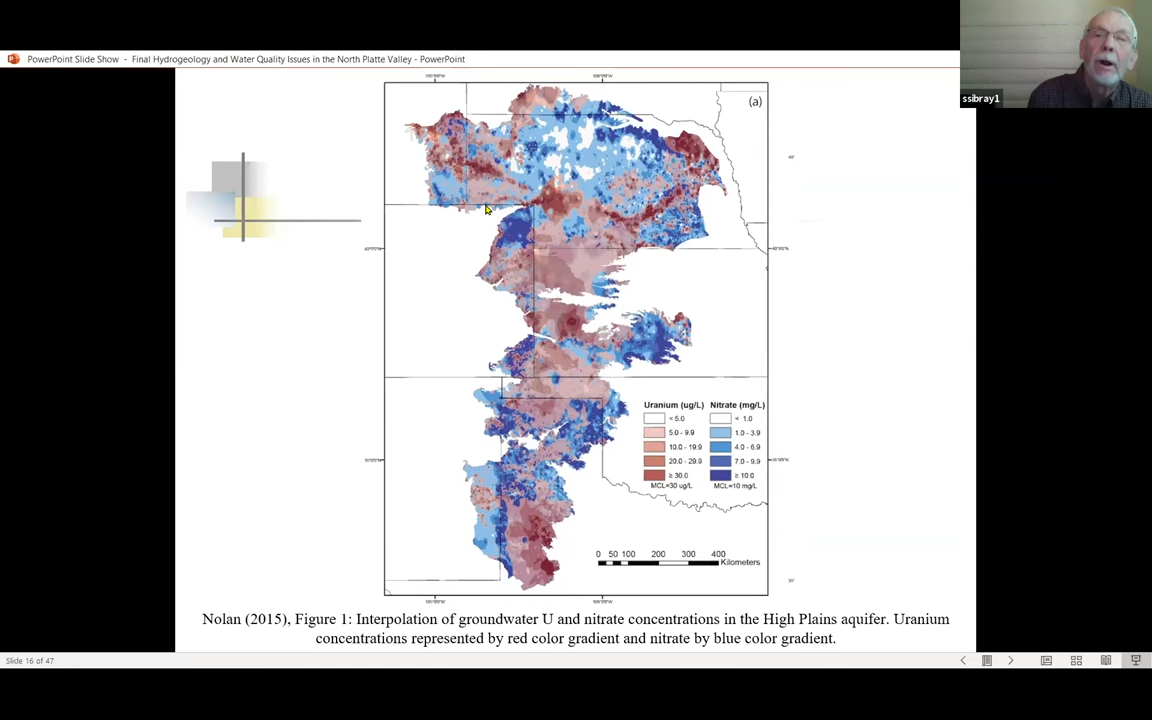 PowerPoint Slide Show - Final Hydrogeology and Water Quality Issues in the North Platte Valley - PowerPoint
ssibray1
(a)
Uranium (ug/L) Nitrate (mg/L)
< 5.0 < 1.0
5.0 - 9.9 1.0 - 3.9
10.0 - 19.9 4.0 - 6.9
20.0 - 29.9 7.0 - 9.9
≥ 30.0 ≥ 10.0
MCL=30 ug/L MCL=10 mg/L
0 50 100 200 300 400
Kilometers
Nolan (2015), Figure 1: Interpolation of groundwater U and nitrate concentrations in the High Plains aquifer. Uranium
concentrations represented by red color gradient and nitrate by blue color gradient.
Slide 16 of 47